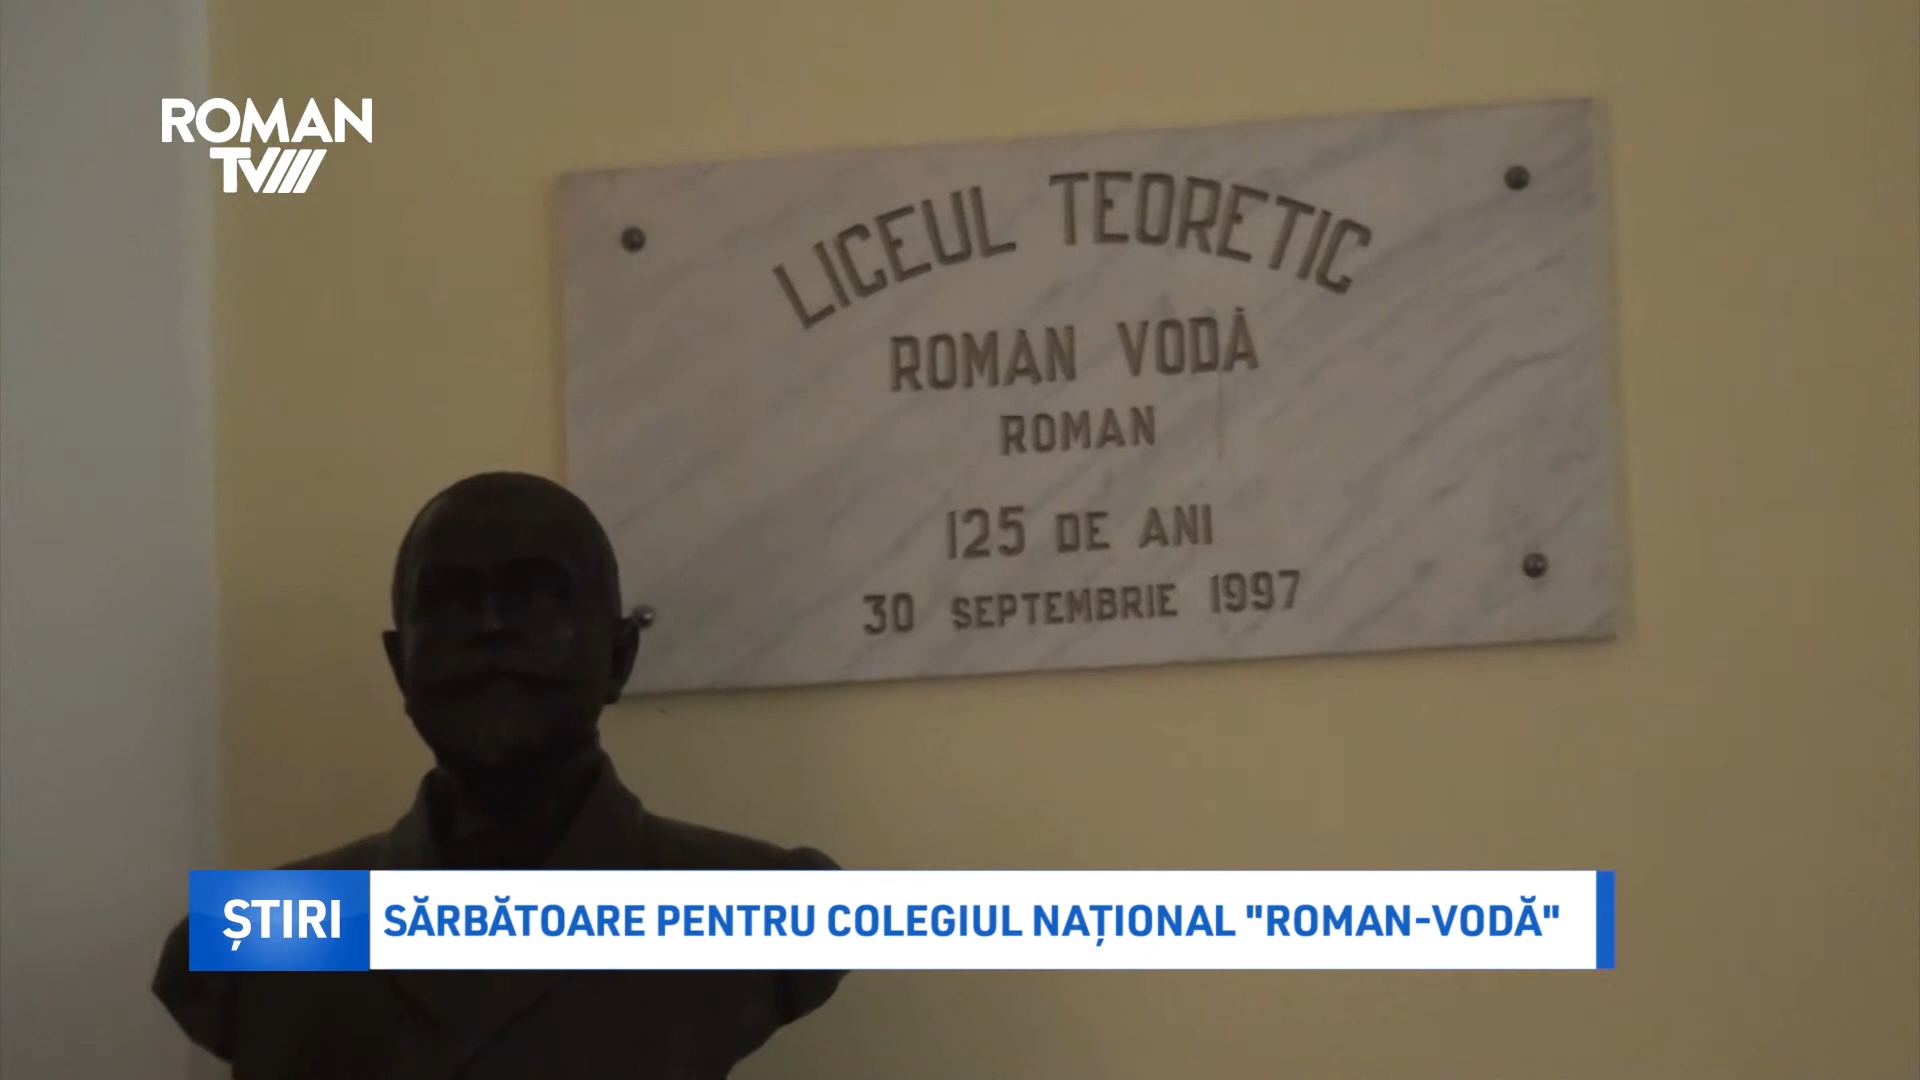 ROMAN
TV
LICEUL TEORETIC
ROMAN VODĂ
ROMAN
125 DE ANI
30 SEPTEMBRIE 1997
ȘTIRI
SĂRBĂTOARE PENTRU COLEGIUL NAȚIONAL "ROMAN-VODĂ"